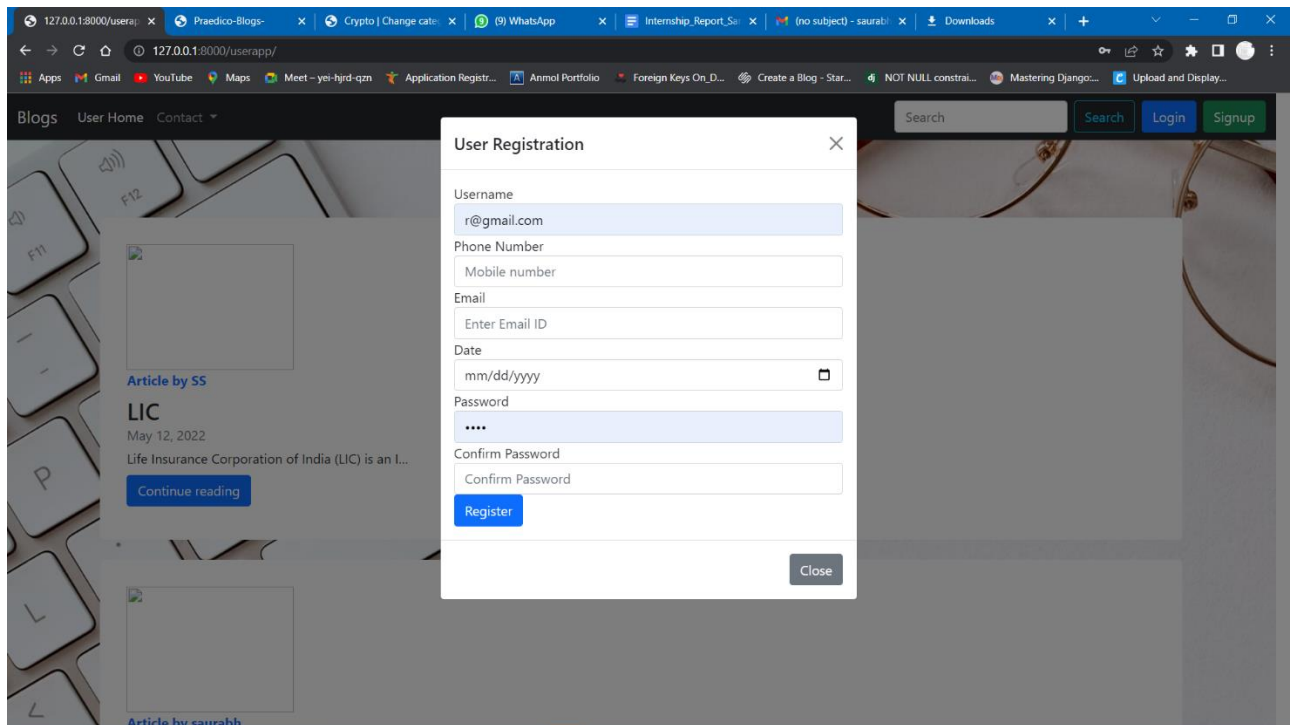 127.0.0.1:8000/userap
Praedico-Blogs-
Crypto | Change cate
(9) WhatsApp
Internship_Report_Sa
(no subject) - saurabh
Downloads
127.0.0.1:8000/userapp/
Apps Gmail YouTube Maps Meet – yei-hjrd-qzn Application Registr... Anmol Portfolio Foreign Keys On_D... Create a Blog - Star... NOT NULL constrai... Mastering Django:... Upload and Display...
Blogs User Home Contact Search Search Login Signup
User Registration
Username
r@gmail.com
Phone Number
Mobile number
Email
Enter Email ID
Date
mm/dd/yyyy
Password
••••
Confirm Password
Confirm Password
Register
Close
F12
F11
P
L
Article by SS
LIC
May 12, 2022
Life Insurance Corporation of India (LIC) is an I...
Continue reading
Article by saurabh